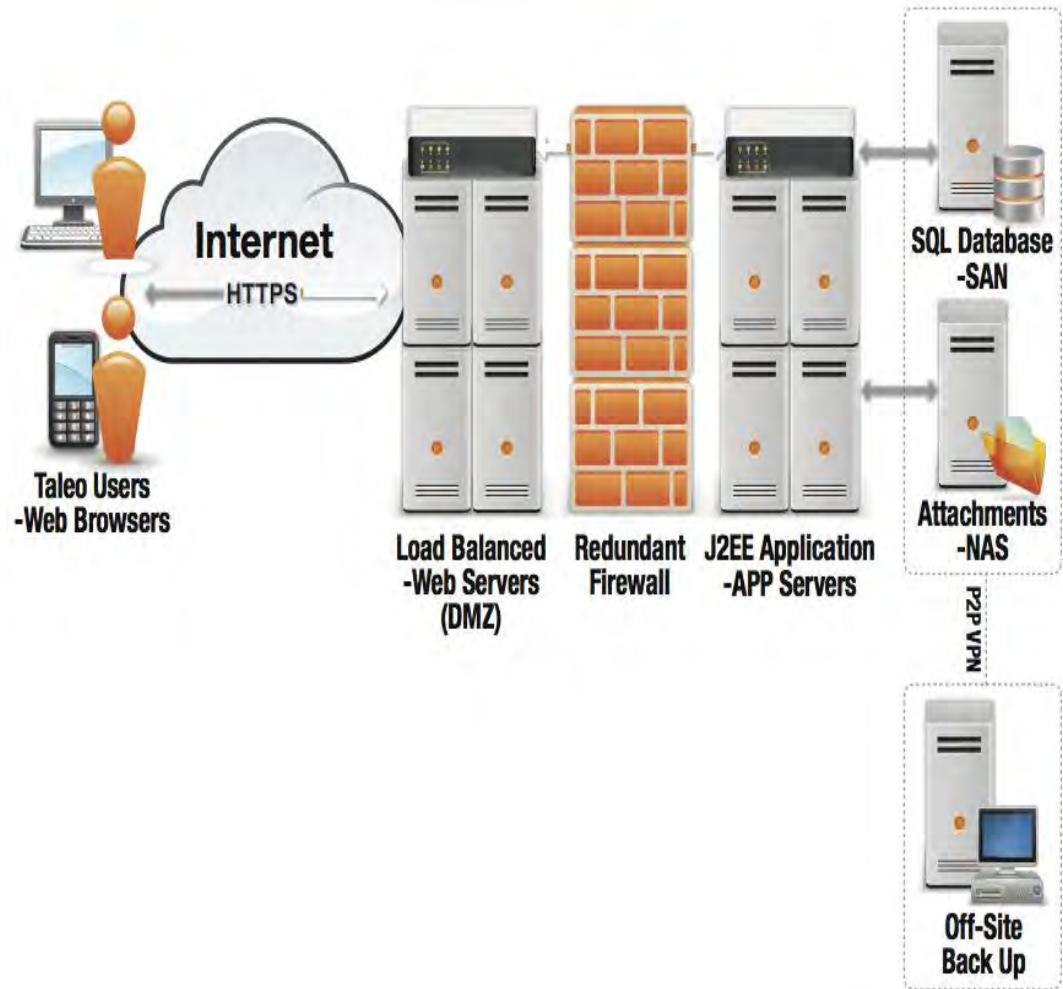 Internet
HTTPS
Taleo Users
-Web Browsers
Load Balanced
-Web Servers
(DMZ)
Redundant
Firewall
J2EE Application
-APP Servers
SQL Database
-SAN
Attachments
-NAS
P2P VPN
Off-Site
Back Up